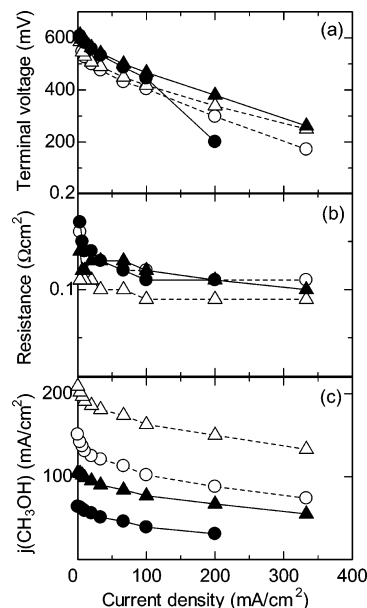 (a)
Terminal voltage (mV)
600
400
200
0.2
(b)
Resistance (Ωcm2)
0.1
(c)
j(CH3OH) (mA/cm2)
200
100
0 100 200 300 400
Current density (mA/cm2)